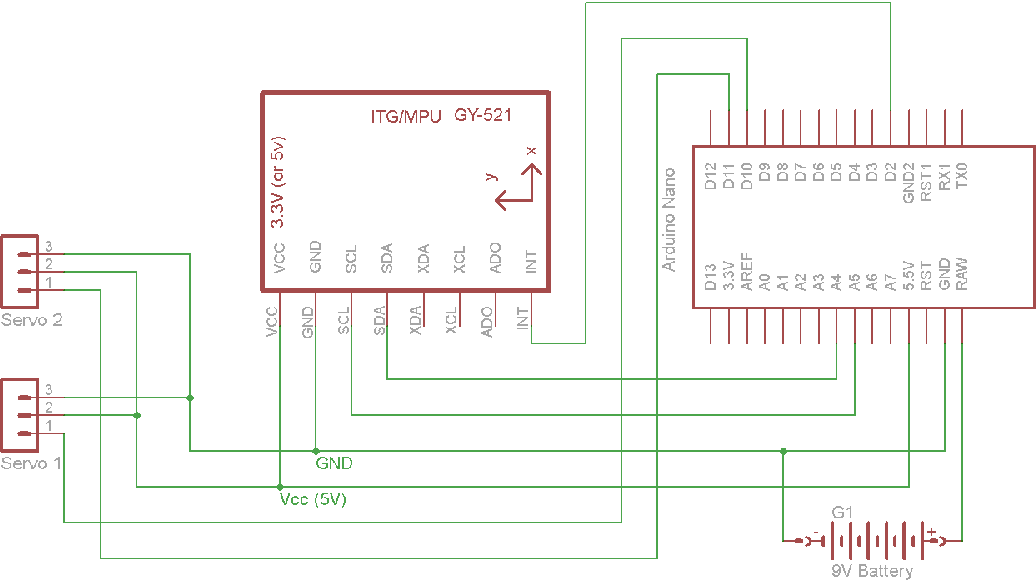 ITG/MPU GY-521
3.3V (or 5v)
x
y
VCC GND SCL SDA XDA XCL ADO INT
VCC GND SCL SDA XDA XCL ADO INT
Arduino Nano
D12 D11 D10 D9 D8 D7 D6 D5 D4 D3 D2 GND2 RST1 RX1 TX0
D13 3.3V AREF A0 A1 A2 A3 A4 A5 A6 A7 5.5V RST GND RAW
3
2
1
Servo 2
3
2
1
Servo 1
GND
Vcc (5V)
G1
- +
9V Battery